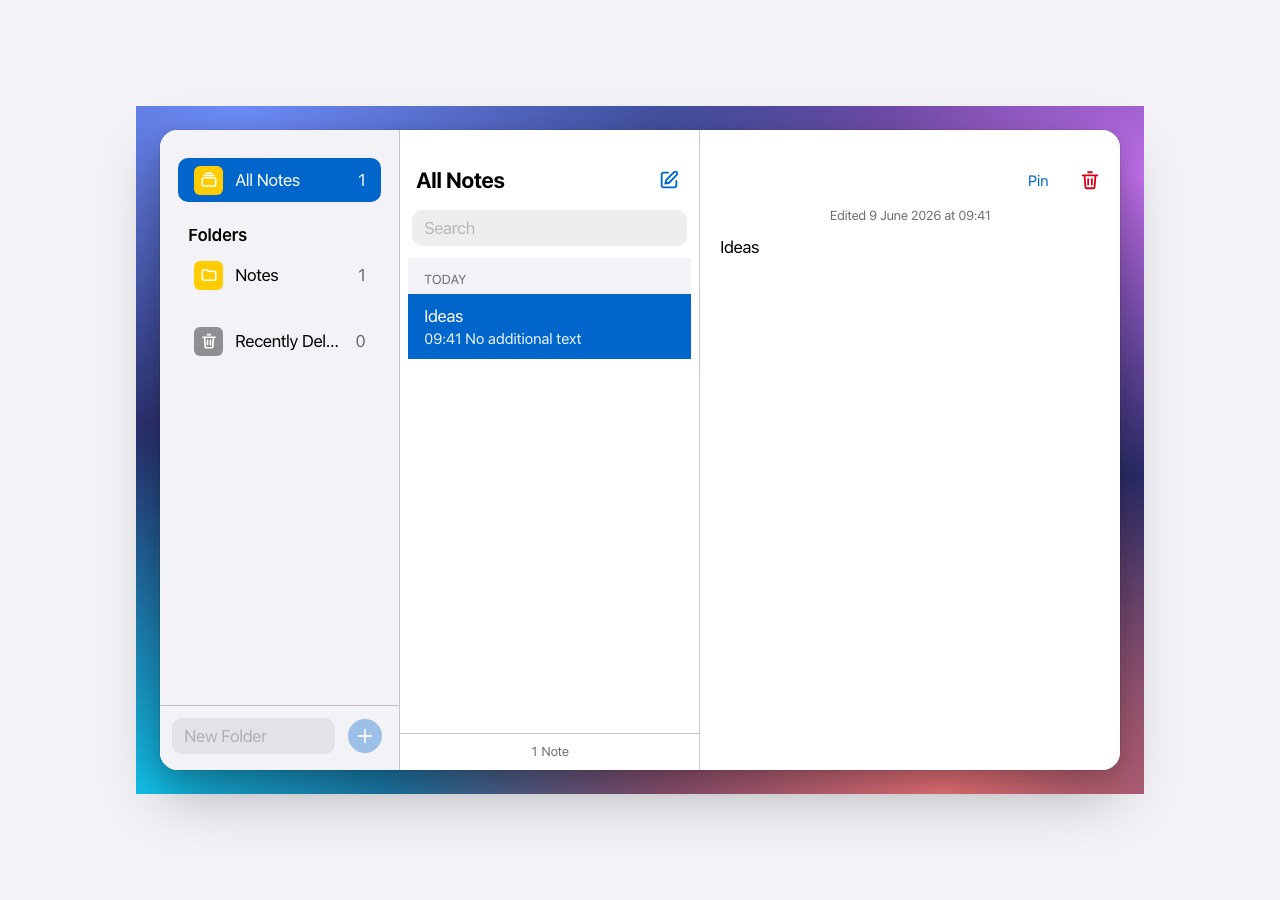 All Notes 1
Folders
Notes 1
Recently Del... 0
New Folder
All Notes
Search
TODAY
Ideas
09:41 No additional text
1 Note
Pin
Edited 9 June 2026 at 09:41
Ideas